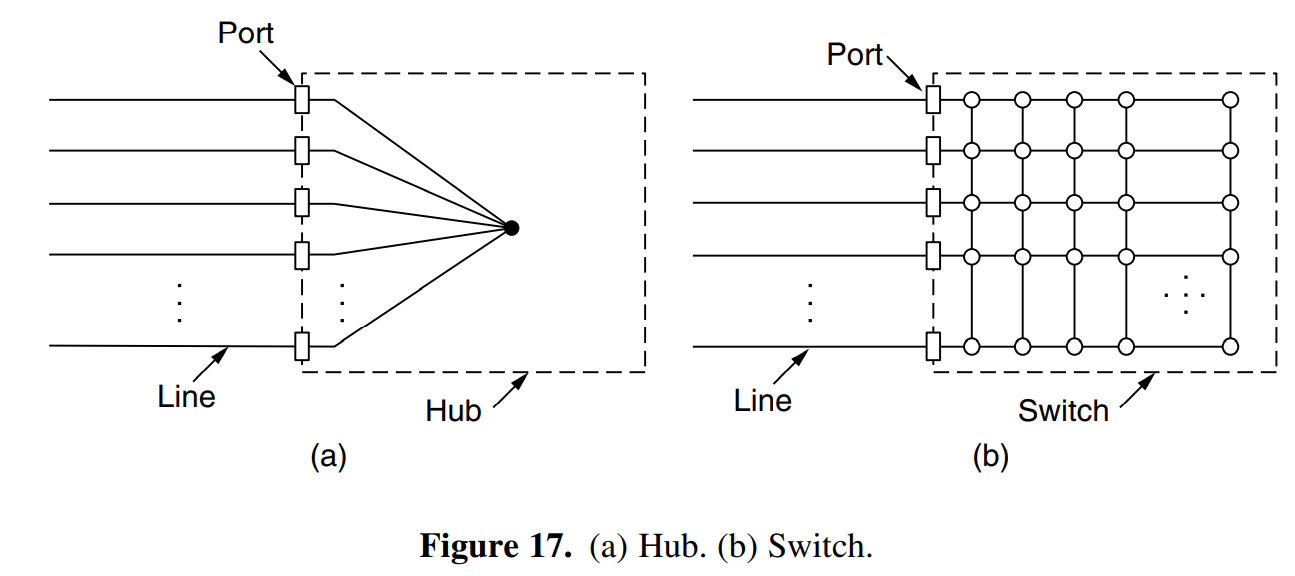 Port
Port
Line
Hub
Line
Switch
(a)
(b)
Figure 17. (a) Hub. (b) Switch.